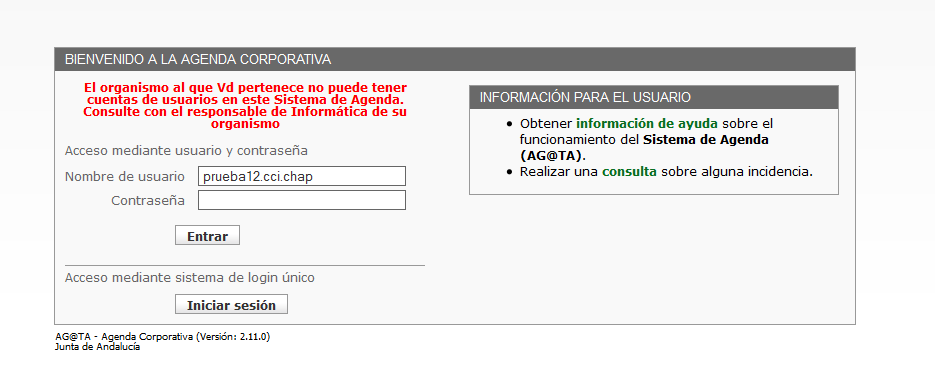 BIENVENIDO A LA AGENDA CORPORATIVA
El organismo al que Vd pertenece no puede tener
cuentas de usuarios en este Sistema de Agenda.
Consulte con el responsable de Informática de su
organismo
Acceso mediante usuario y contraseña
Nombre de usuario prueba12.cci.chap
Contraseña
Entrar
Acceso mediante sistema de login único
Iniciar sesión
INFORMACIÓN PARA EL USUARIO
• Obtener información de ayuda sobre el
funcionamiento del Sistema de Agenda
(AG@TA).
• Realizar una consulta sobre alguna incidencia.
AG@TA - Agenda Corporativa (Versión: 2.11.0)
Junta de Andalucía